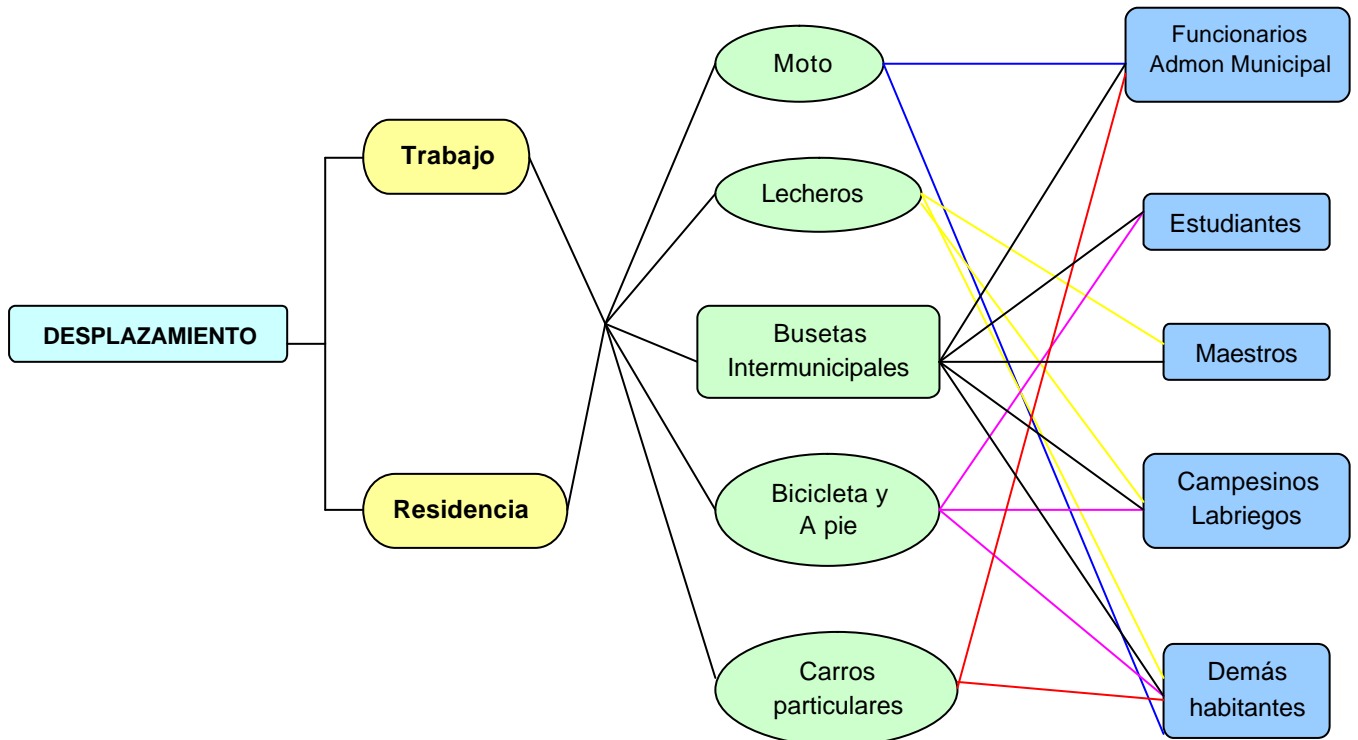 DESPLAZAMIENTO
Trabajo
Residencia
Moto
Lecheros
Busetas
Intermunicipales
Bicicleta y
A pie
Carros
particulares
Funcionarios
Admon Municipal
Estudiantes
Maestros
Campesinos
Labriegos
Demás
habitantes